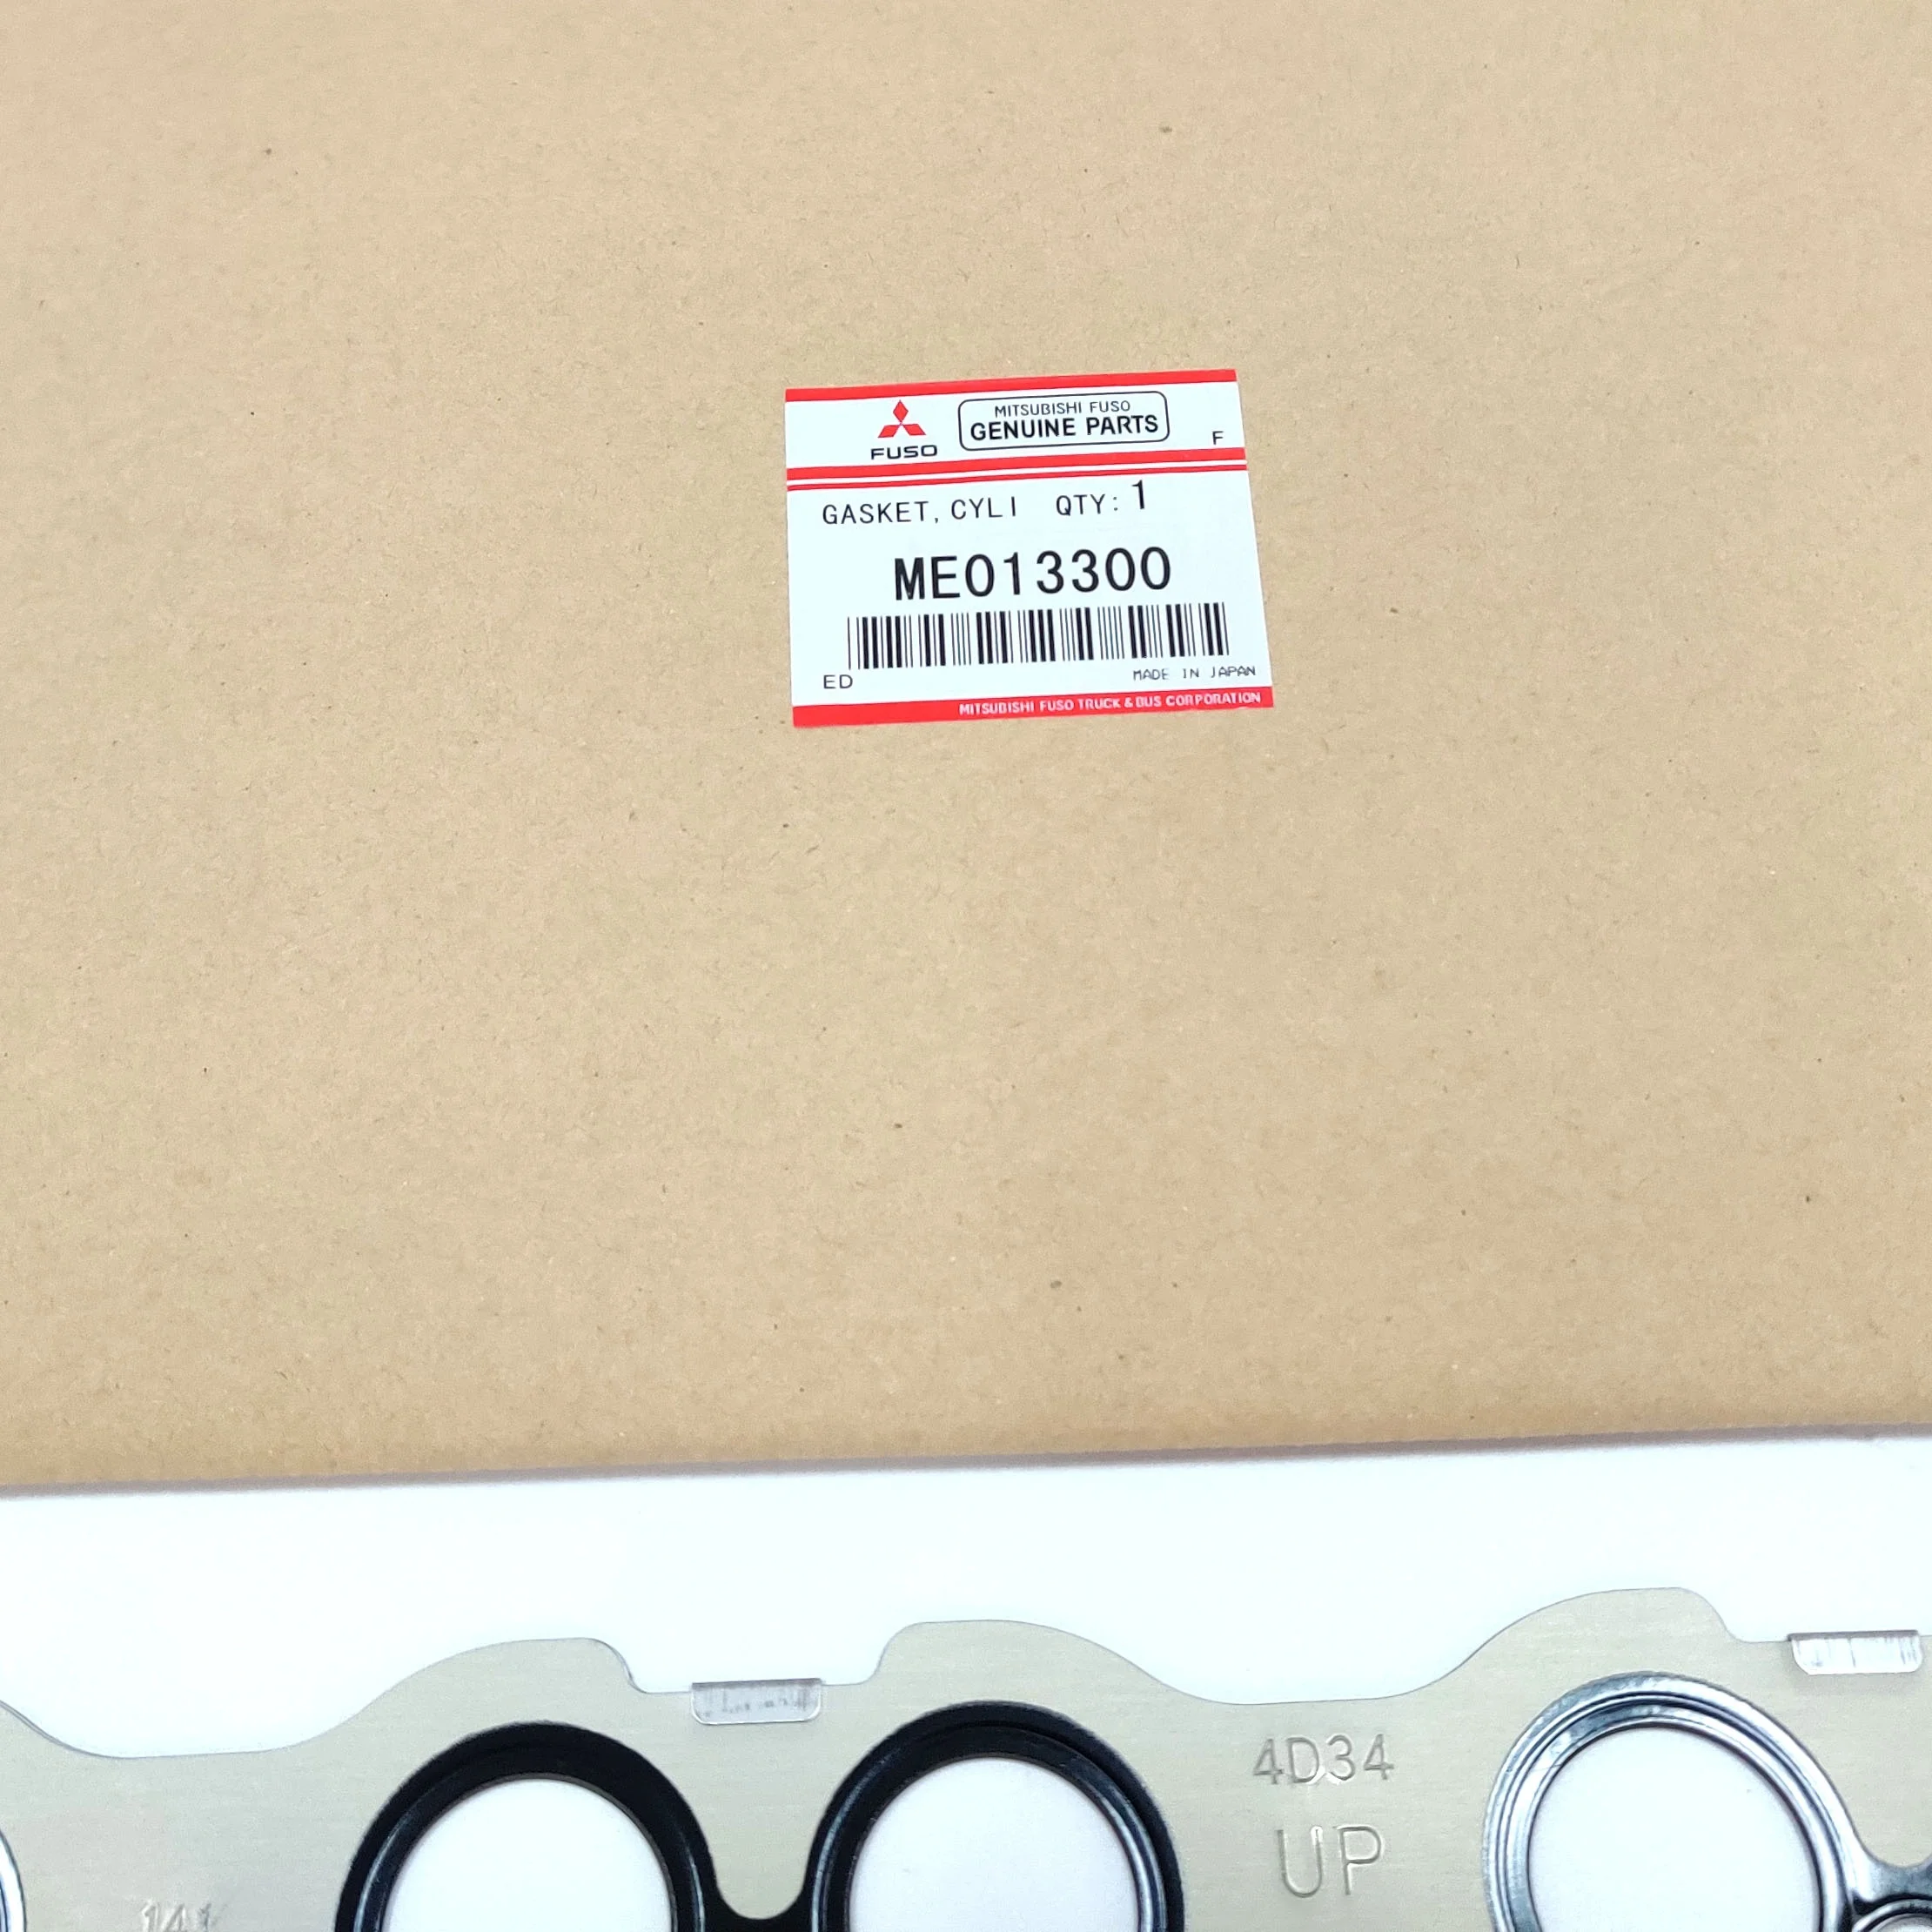 FUSO
MITSUBISHI FUSO
GENUINE PARTS
F
GASKET, CYLI QTY: 1
ME013300
ED
MADE IN JAPAN
MITSUBISHI FUSO TRUCK & BUS CORPORATION
4D34
UP